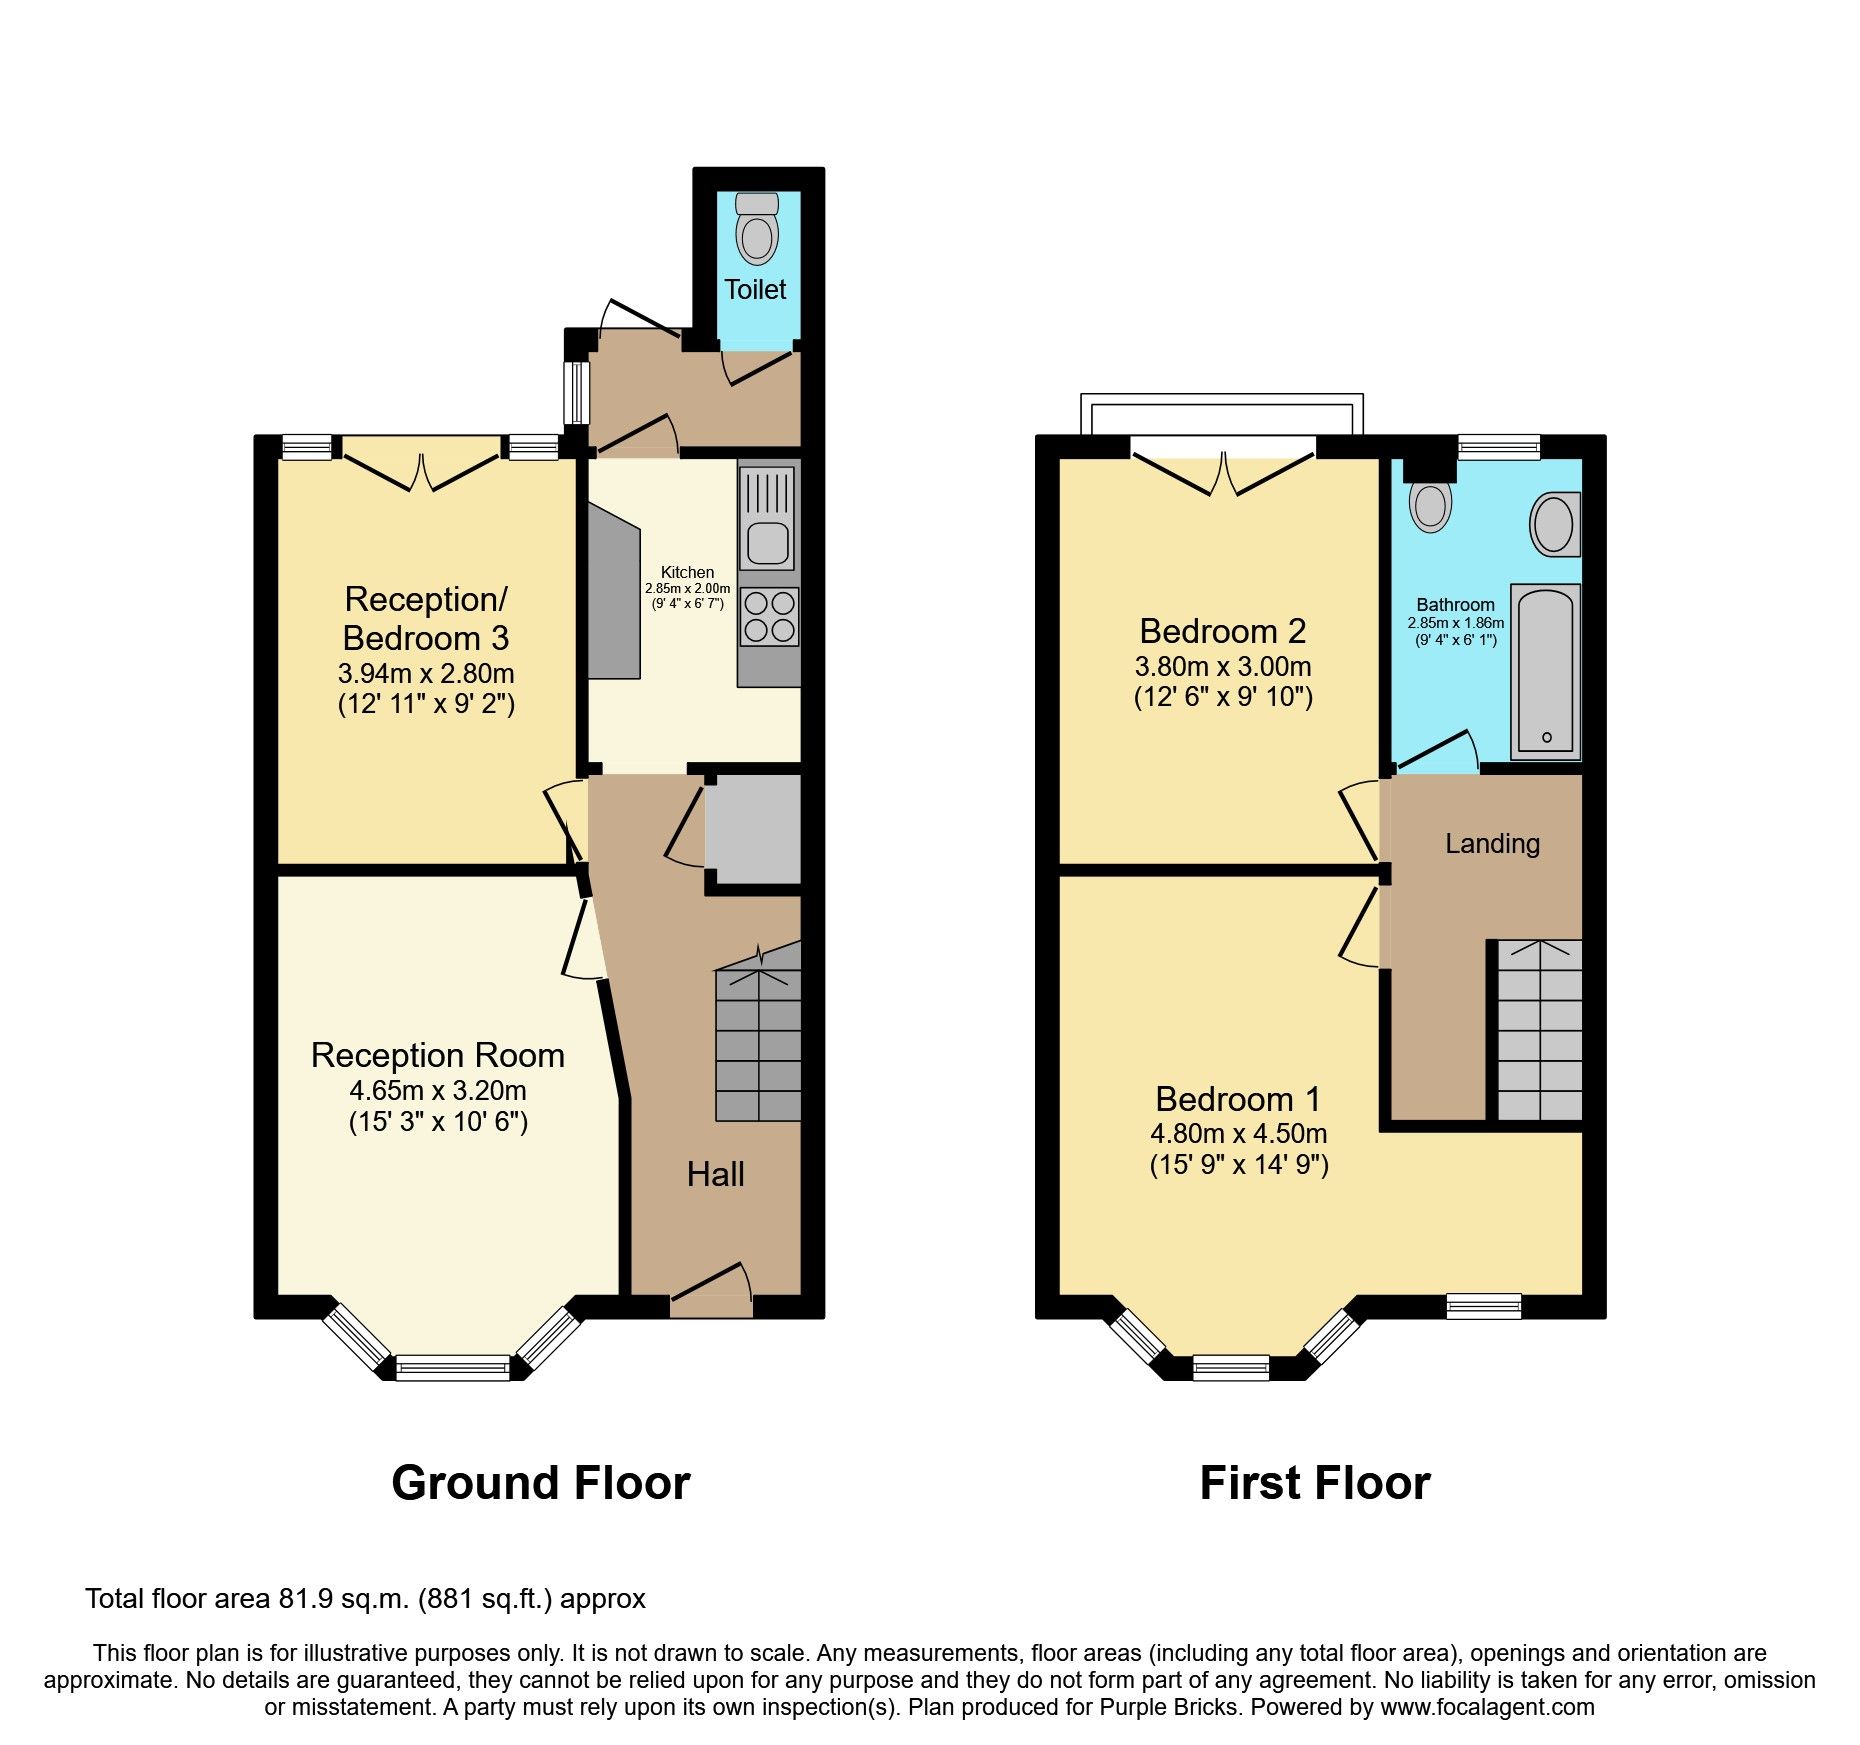 Toilet
Kitchen
2.85m x 2.00m
(9' 4" x 6' 7")
Reception/
Bedroom 3
3.94m x 2.80m
(12' 11" x 9' 2")
Reception Room
4.65m x 3.20m
(15' 3" x 10' 6")
Hall
Ground Floor
Bedroom 2
3.80m x 3.00m
(12' 6" x 9' 10")
Bathroom
2.85m x 1.86m
(9' 4" x 6' 1")
Landing
Bedroom 1
4.80m x 4.50m
(15' 9" x 14' 9")
First Floor
Total floor area 81.9 sq.m. (881 sq.ft.) approx
This floor plan is for illustrative purposes only. It is not drawn to scale. Any measurements, floor areas (including any total floor area), openings and orientation are
approximate. No details are guaranteed, they cannot be relied upon for any purpose and they do not form part of any agreement. No liability is taken for any error, omission
or misstatement. A party must rely upon its own inspection(s). Plan produced for Purple Bricks. Powered by www.focalagent.com